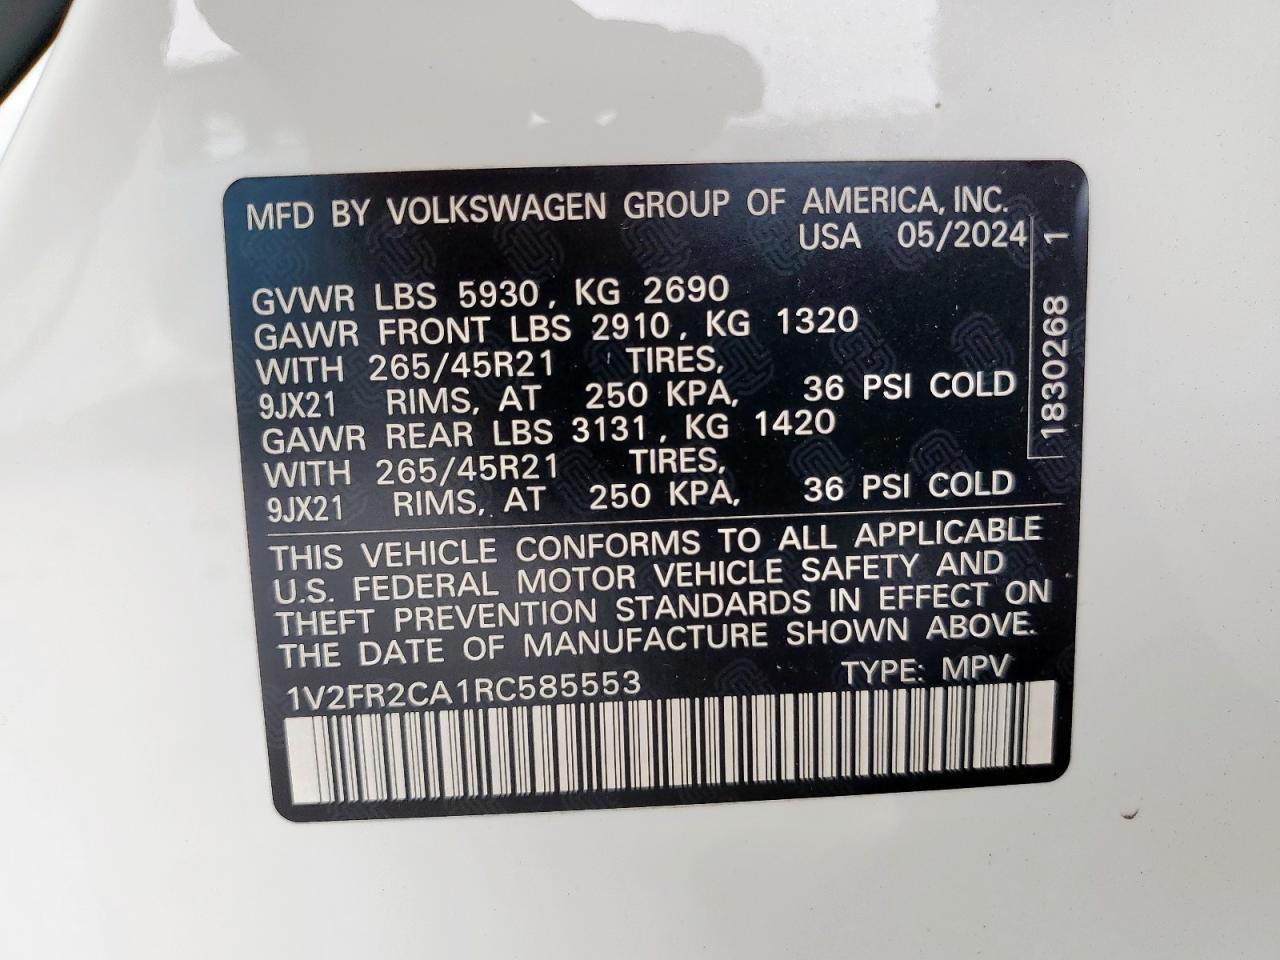 MFD BY VOLKSWAGEN GROUP OF AMERICA, INC.
USA 05/2024
GVWR LBS 5930, KG 2690
GAWR FRONT LBS 2910, KG 1320
WITH 265/45R21 TIRES,
9JX21 RIMS, AT 250 KPA, 36 PSI COLD
GAWR REAR LBS 3131, KG 1420
WITH 265/45R21 TIRES,
9JX21 RIMS, AT 250 KPA, 36 PSI COLD
THIS VEHICLE CONFORMS TO ALL APPLICABLE
U.S. FEDERAL MOTOR VEHICLE SAFETY AND
THEFT PREVENTION STANDARDS IN EFFECT ON
THE DATE OF MANUFACTURE SHOWN ABOVE.
1V2FR2CA1RC585553 TYPE: MPV
1830268 1